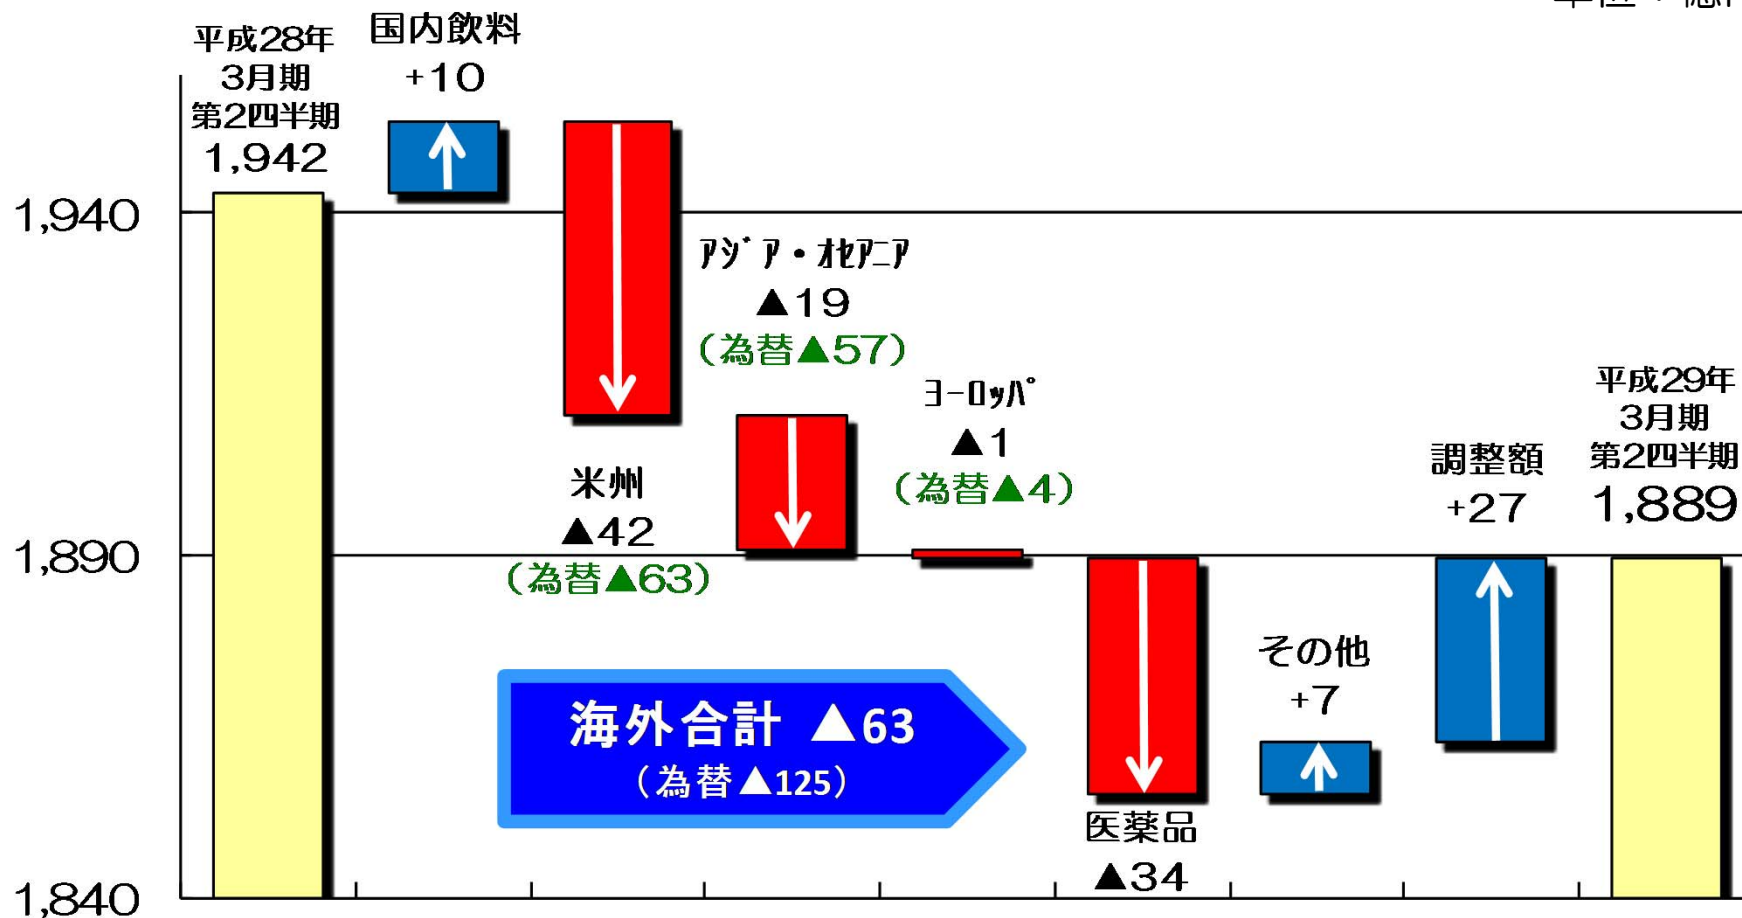 単位：億円
平成28年
3月期
第2四半期
1,942
国内飲料
+10
1,940
ｱｼﾞｱ・ｵｾｱﾆｱ
▲19
(為替▲57)
ﾖｰﾛｯﾊﾟ
▲1
(為替▲4)
米州
▲42
(為替▲63)
平成29年
3月期
第2四半期
1,889
調整額
+27
1,890
その他
+7
海外合計 ▲63
(為替▲125)
医薬品
▲34
1,840